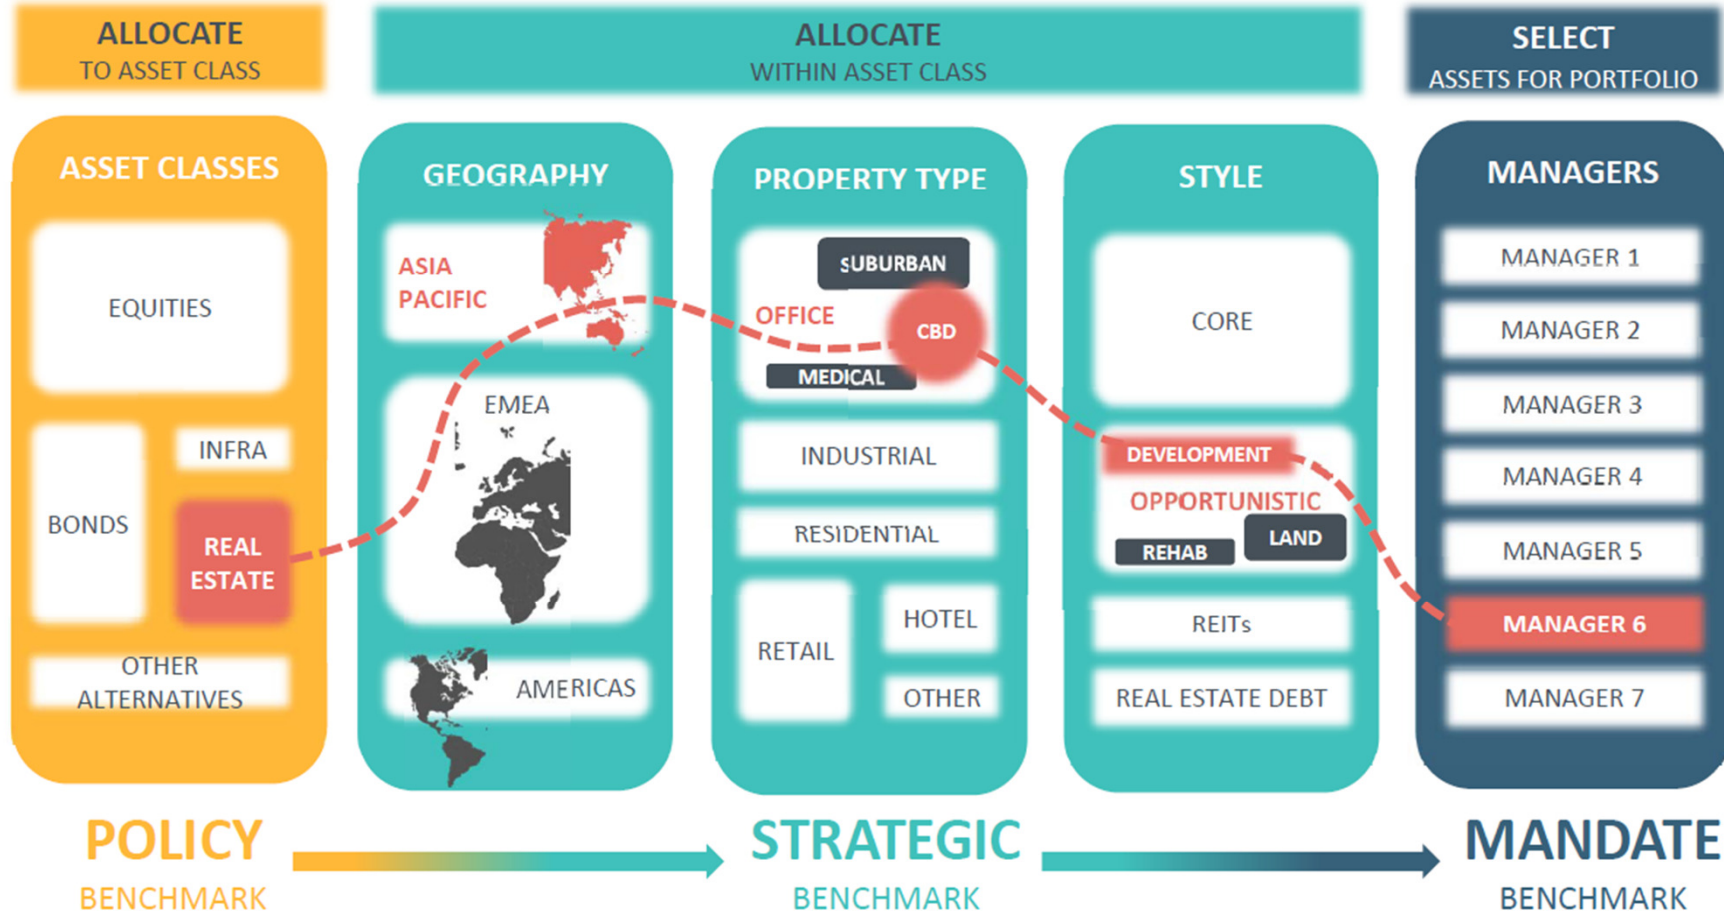 ALLOCATE
TO ASSET CLASS
ALLOCATE
WITHIN ASSET CLASS
SELECT
ASSETS FOR PORTFOLIO
ASSET CLASSES
EQUITIES
INFRA
BONDS
REAL
ESTATE
OTHER
ALTERNATIVES
GEOGRAPHY
ASIA
PACIFIC
EMEA
AMERICAS
PROPERTY TYPE
SUBURBAN
OFFICE
CBD
MEDICAL
INDUSTRIAL
RESIDENTIAL
RETAIL
HOTEL
OTHER
STYLE
CORE
DEVELOPMENT
OPPORTUNISTIC
REHAB
LAND
REITs
REAL ESTATE DEBT
MANAGERS
MANAGER 1
MANAGER 2
MANAGER 3
MANAGER 4
MANAGER 5
MANAGER 6
MANAGER 7
POLICY
BENCHMARK
STRATEGIC
BENCHMARK
MANDATE
BENCHMARK